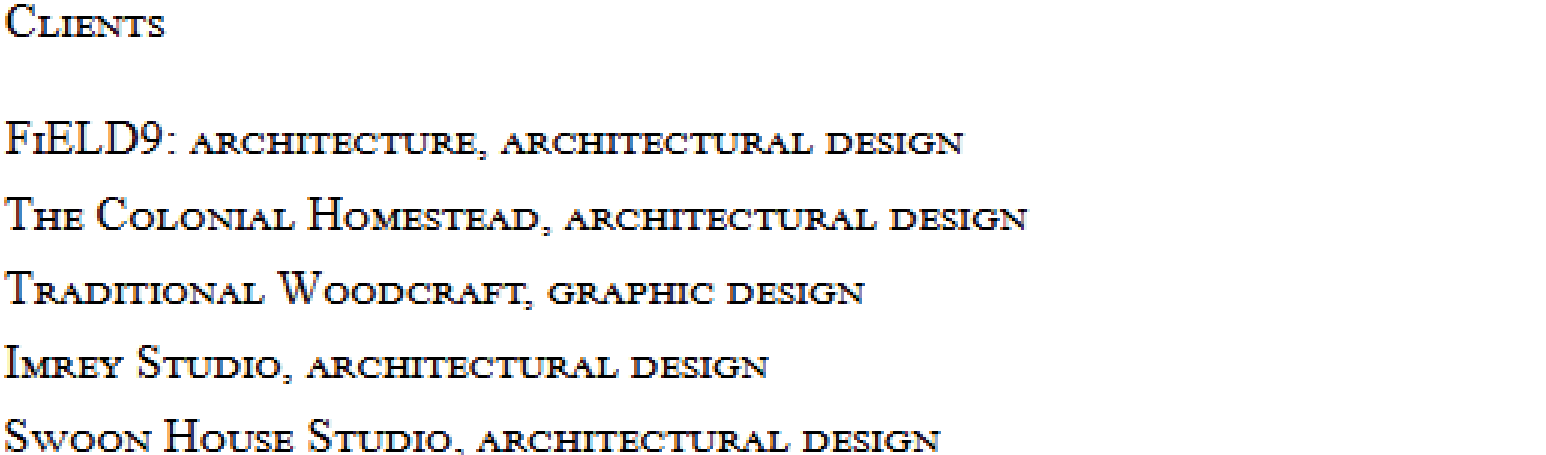 Clients
FiELD9: architecture, architectural design
The Colonial Homestead, architectural design
Traditional Woodcraft, graphic design
Imrey Studio, architectural design
Swoon House Studio, architectural design